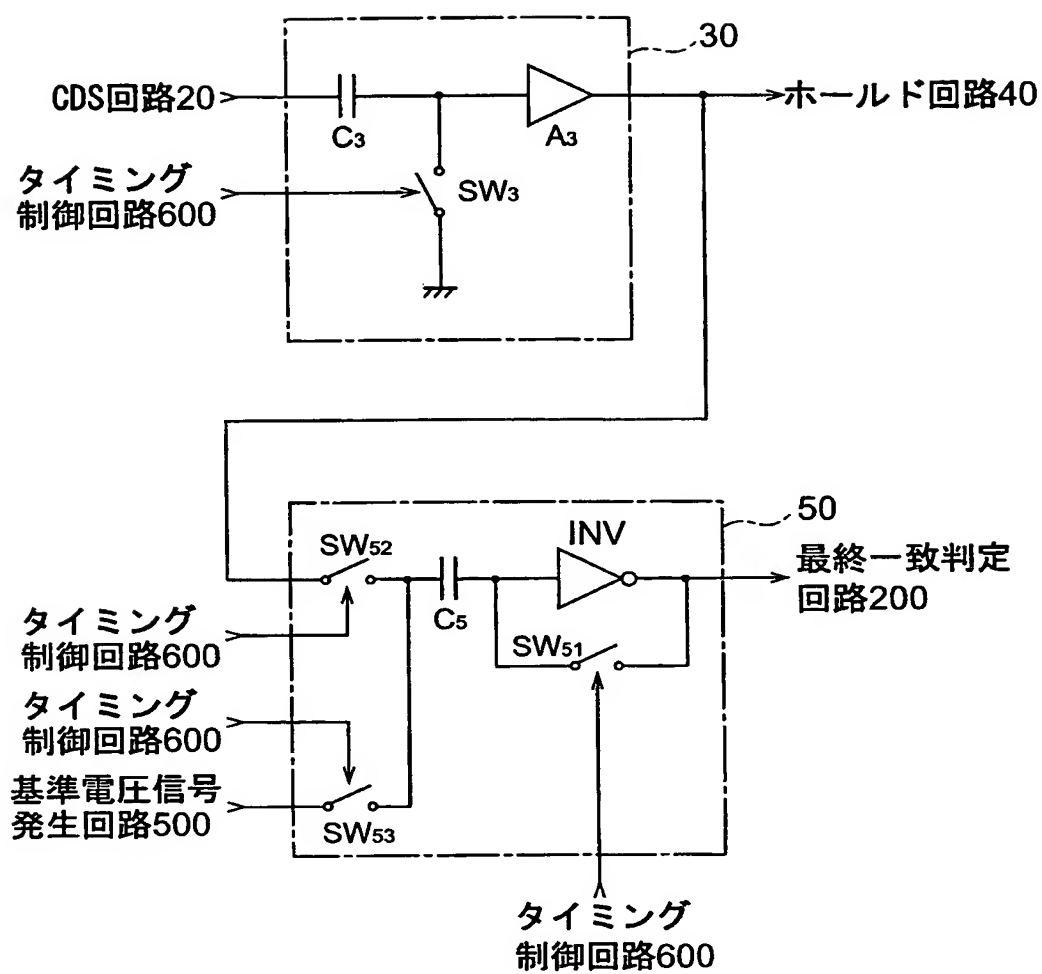 30
CDS回路20
ホールド回路40
C3
A3
タイミング
制御回路600
SW3
50
INV
SW52
最終一致判定
回路200
C5
タイミング
制御回路600
SW51
タイミング
制御回路600
基準電圧信号
発生回路500
SW53
タイミング
制御回路600